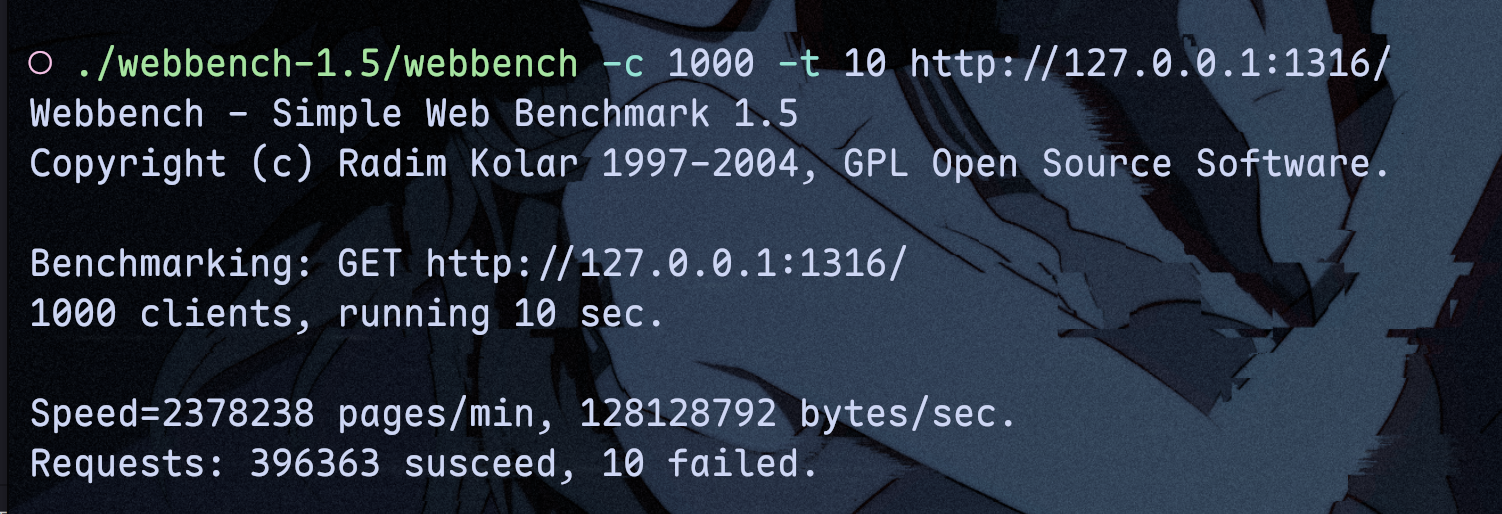 ./webbench-1.5/webbench -c 1000 -t 10 http://127.0.0.1:1316/
Webbench - Simple Web Benchmark 1.5
Copyright (c) Radim Kolar 1997-2004, GPL Open Source Software.
Benchmarking: GET http://127.0.0.1:1316/
1000 clients, running 10 sec.
Speed=2378238 pages/min, 128128792 bytes/sec.
Requests: 396363 susceed, 10 failed.